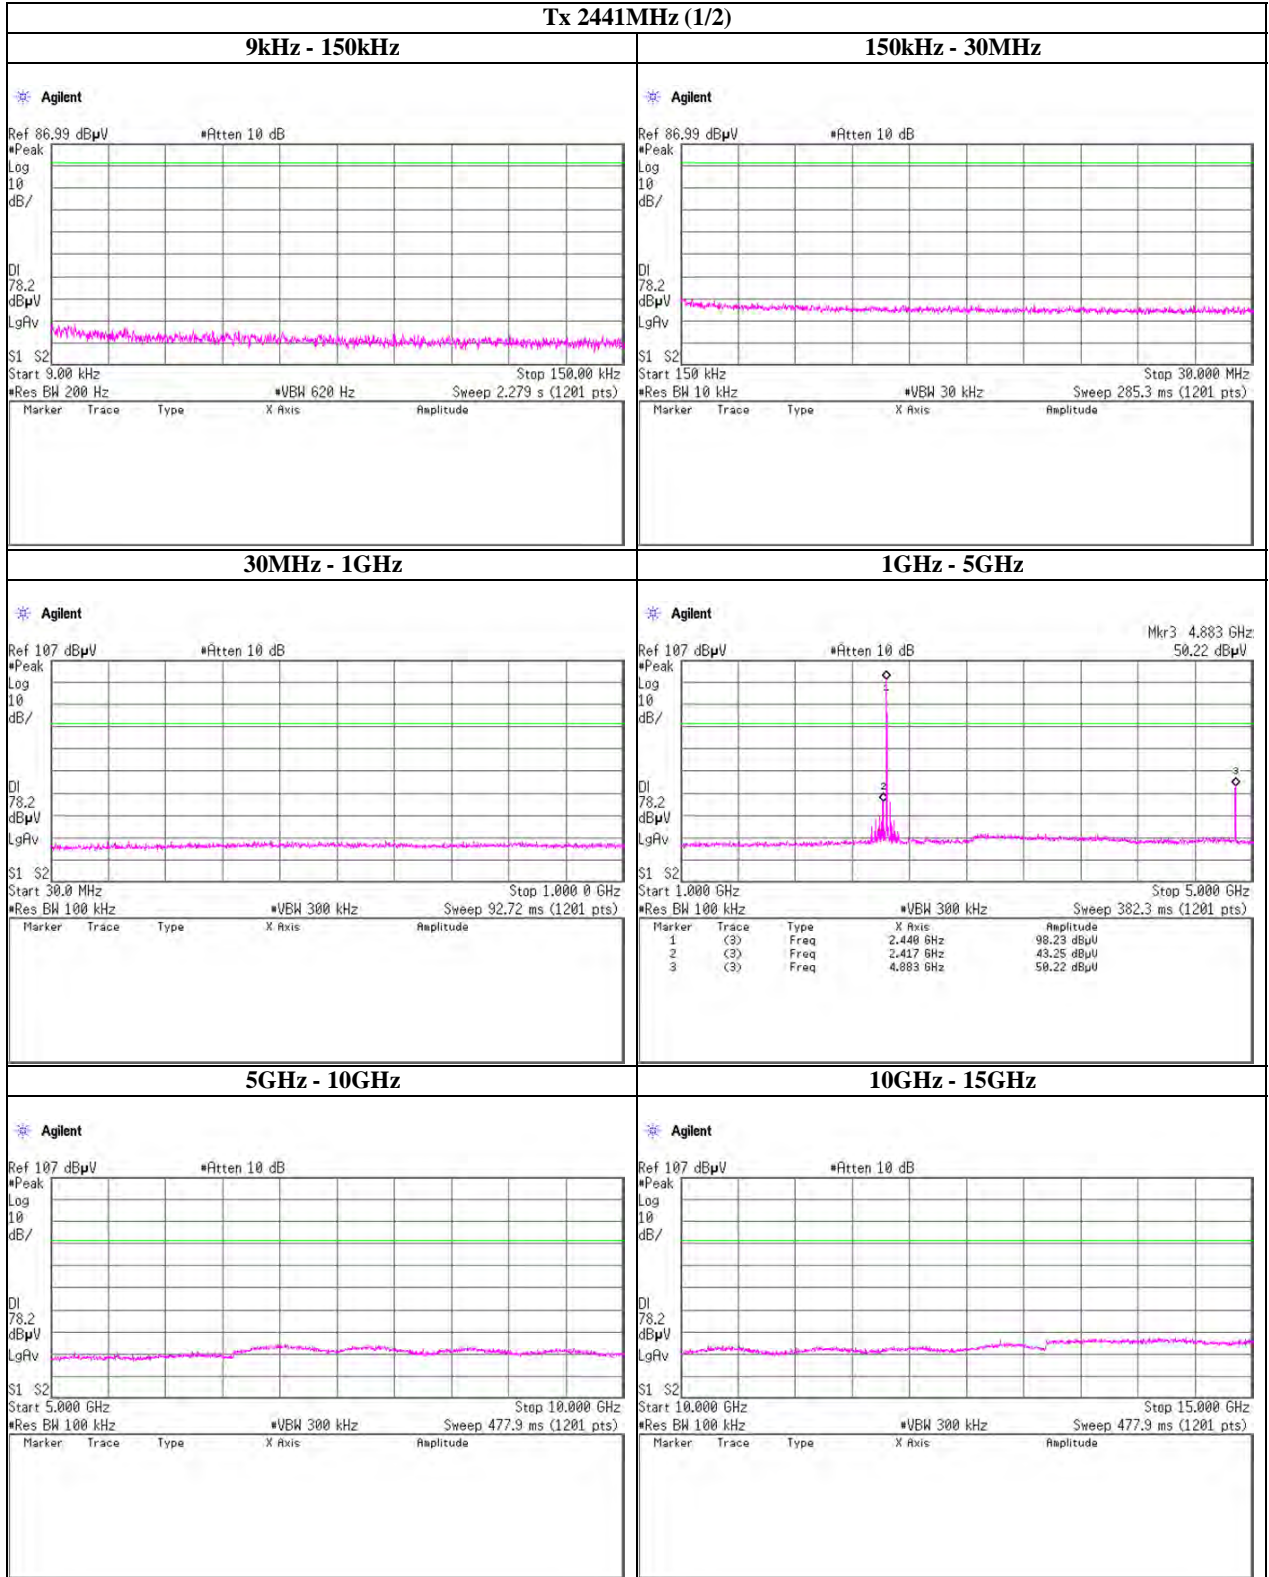 Tx 2441MHz (1/2)
9kHz - 150kHz
Agilent
Ref 86.99 dBµV #Atten 10 dB
#Peak
Log
10
dB/
DI
78.2
dBµV
LgAv
S1 S2
Start 9.00 kHz Stop 150.00 kHz
#Res BW 200 Hz #VBW 620 Hz Sweep 2.279 s (1201 pts)
Marker Trace Type X Axis Amplitude
150kHz - 30MHz
Agilent
Ref 86.99 dBµV #Atten 10 dB
#Peak
Log
10
dB/
DI
78.2
dBµV
LgAv
S1 S2
Start 150 kHz Stop 30.000 MHz
#Res BW 10 kHz #VBW 30 kHz Sweep 285.3 ms (1201 pts)
Marker Trace Type X Axis Amplitude
30MHz - 1GHz
Agilent
Ref 107 dBµV #Atten 10 dB
#Peak
Log
10
dB/
DI
78.2
dBµV
LgAv
S1 S2
Start 30.0 MHz Stop 1.000 0 GHz
#Res BW 100 kHz #VBW 300 kHz Sweep 92.72 ms (1201 pts)
Marker Trace Type X Axis Amplitude
1GHz - 5GHz
Agilent
Mkr3 4.883 GHz
Ref 107 dBµV #Atten 10 dB 50.22 dBµV
#Peak
Log
10
dB/
1
3
2
DI
78.2
dBµV
LgAv
S1 S2
Start 1.000 GHz Stop 5.000 GHz
#Res BW 100 kHz #VBW 300 kHz Sweep 382.3 ms (1201 pts)
Marker Trace Type X Axis Amplitude
1 (3) Freq 2.440 GHz 98.23 dBµV
2 (3) Freq 2.417 GHz 43.25 dBµV
3 (3) Freq 4.883 GHz 50.22 dBµV
5GHz - 10GHz
Agilent
Ref 107 dBµV #Atten 10 dB
#Peak
Log
10
dB/
DI
78.2
dBµV
LgAv
S1 S2
Start 5.000 GHz Stop 10.000 GHz
#Res BW 100 kHz #VBW 300 kHz Sweep 477.9 ms (1201 pts)
Marker Trace Type X Axis Amplitude
10GHz - 15GHz
Agilent
Ref 107 dBµV #Atten 10 dB
#Peak
Log
10
dB/
DI
78.2
dBµV
LgAv
S1 S2
Start 10.000 GHz Stop 15.000 GHz
#Res BW 100 kHz #VBW 300 kHz Sweep 477.9 ms (1201 pts)
Marker Trace Type X Axis Amplitude